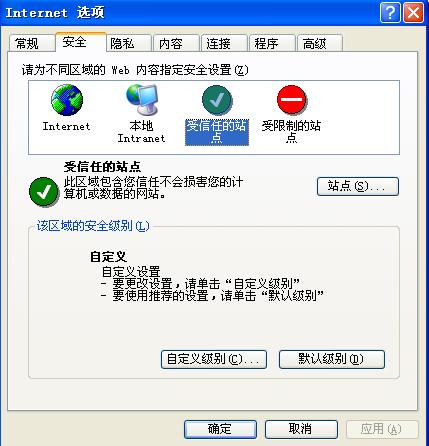 Internet 选项
常规 安全 隐私 内容 连接 程序 高级
请为不同区域的 Web 内容指定安全设置(Z)
Internet
本地
Intranet
受信任的站
点
受限制的站
点
受信任的站点
此区域包含您信任不会损害您的计
算机或数据的网站。
站点(S)...
该区域的安全级别(L)
自定义
自定义设置
- 要更改设置,请单击“自定义级别”
- 要使用推荐的设置,请单击“默认级别”
自定义级别(C)... 默认级别(D)
确定 取消 应用(A)